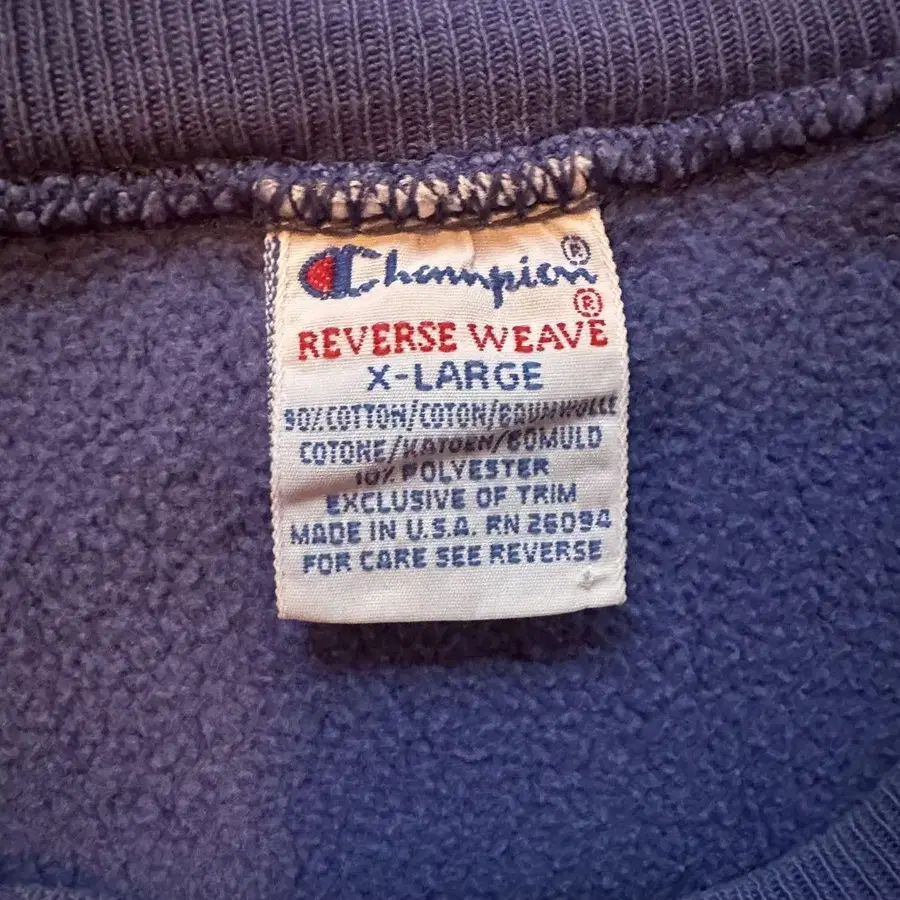 Champion®
REVERSE WEAVE®
X-LARGE
90% COTTON/COTON/BAUMWOLLE
COTONE/KATOEN/BOMULD
10% POLYESTER
EXCLUSIVE OF TRIM
MADE IN U.S.A. RN 26094
FOR CARE SEE REVERSE